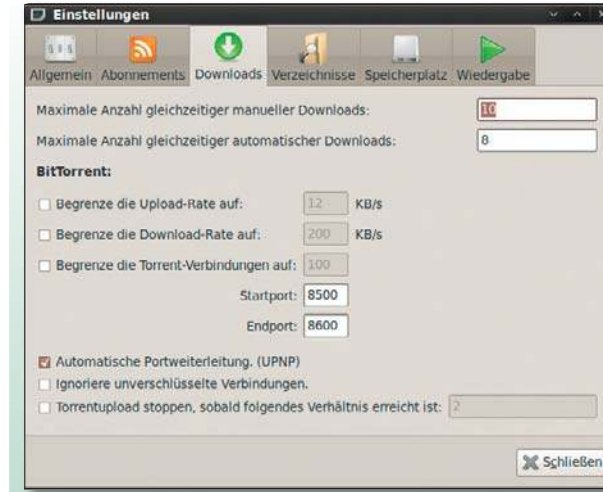 Einstellungen
Allgemein Abonnements Downloads Verzeichnisse Speicherplatz Wiedergabe
Maximale Anzahl gleichzeitiger manueller Downloads: 10
Maximale Anzahl gleichzeitiger automatischer Downloads: 8
BitTorrent:
Begrenze die Upload-Rate auf: 12 KB/s
Begrenze die Download-Rate auf: 200 KB/s
Begrenze die Torrent-Verbindungen auf: 100
Startport: 8500
Endport: 8600
Automatische Portweiterleitung. (UPNP)
Ignoriere unverschlüsselte Verbindungen.
Torrentupload stoppen, sobald folgendes Verhältnis erreicht ist: 2
Schließen